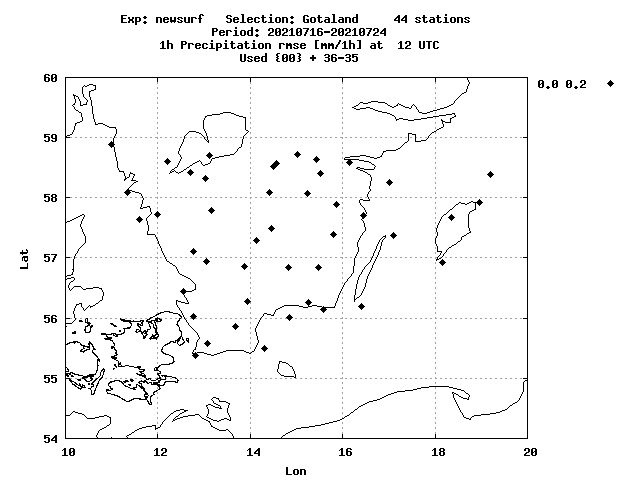 Exp: newsurf Selection: Gotaland 44 stations
Period: 20210716-20210724
1h Precipitation rmse [mm/1h] at 12 UTC
Used {00} + 36-35
0.0 0.2
60
59
58
57
56
55
54
Lat
10 12 14 16 18 20
Lon